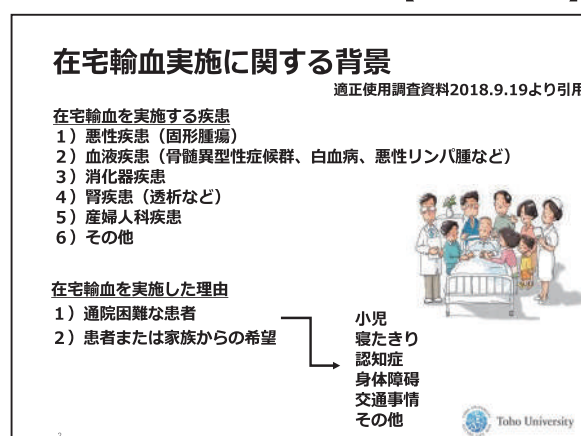 在宅輸血実施に関する背景
適正使用調査資料2018.9.19より引用
在宅輸血を実施する疾患
1）悪性疾患（固形腫瘍）
2）血液疾患（骨髄異型性症候群、白血病、悪性リンパ腫など）
3）消化器疾患
4）腎疾患（透析など）
5）産婦人科疾患
6）その他
在宅輸血を実施した理由
1）通院困難な患者
2）患者または家族からの希望
小児
寝たきり
認知症
身体障碍
交通事情
その他
Toho University